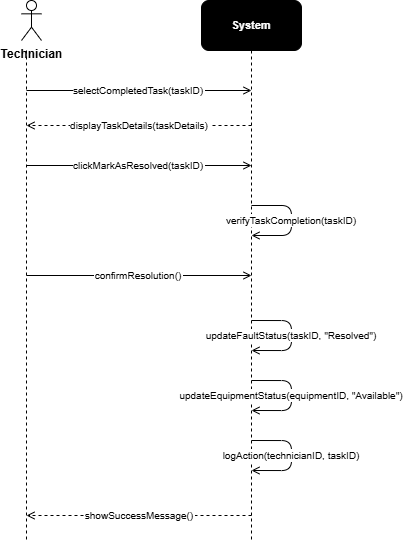 System
Technician
selectCompletedTask(taskID)
displayTaskDetails(taskDetails)
clickMarkAsResolved(taskID)
verifyTaskCompletion(taskID)
confirmResolution()
updateFaultStatus(taskID, "Resolved")
updateEquipmentStatus(equipmentID, "Available")
logAction(technicianID, taskID)
showSuccessMessage()